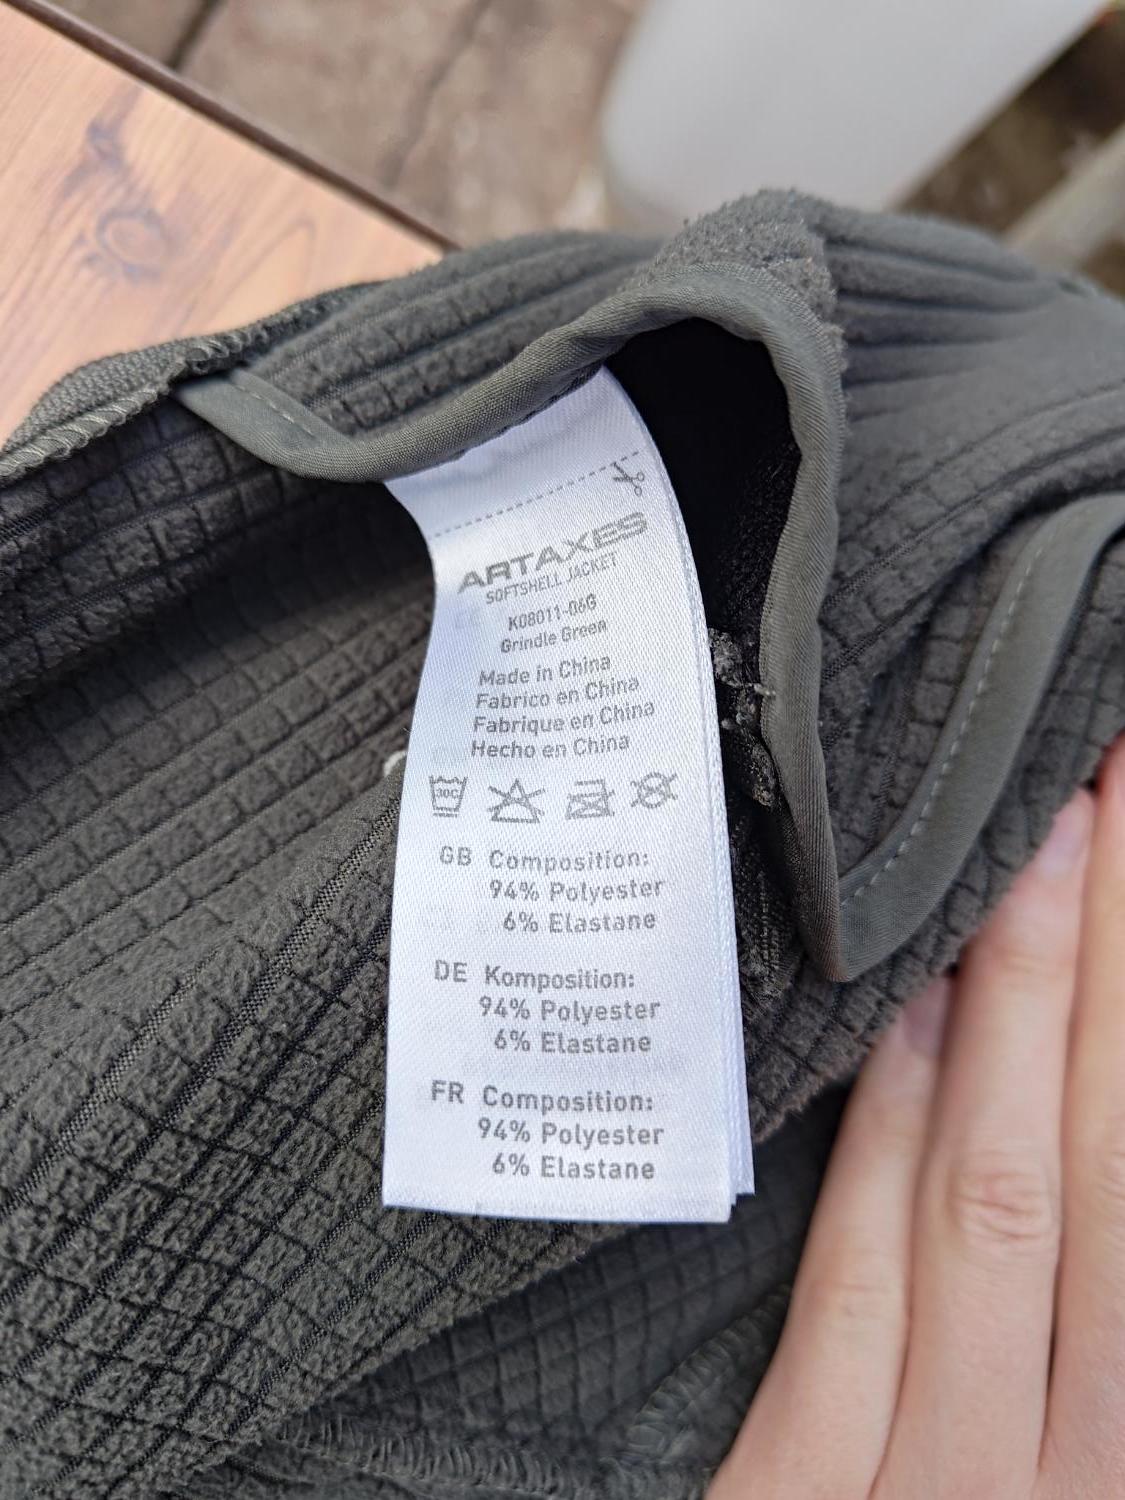 ARTAXES
SOFTSHELL JACKET
K08011-06G
Grindle Green
Made in China
Fabrico en China
Fabrique en China
Hecho en China
30C
GB Composition:
94% Polyester
6% Elastane
DE Komposition:
94% Polyester
6% Elastane
FR Composition:
94% Polyester
6% Elastane